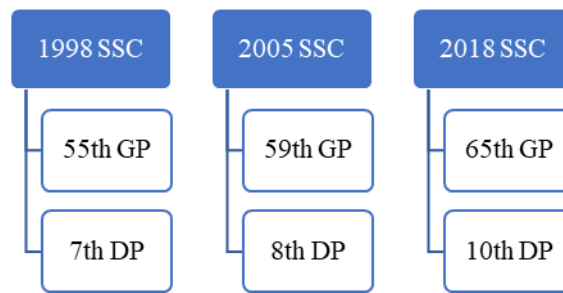 1998 SSC
55th GP
7th DP
2005 SSC
59th GP
8th DP
2018 SSC
65th GP
10th DP